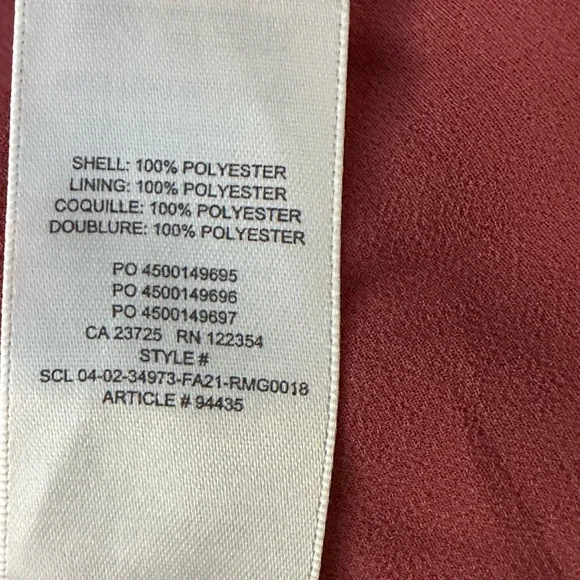 SHELL: 100% POLYESTER
LINING: 100% POLYESTER
COQUILLE: 100% POLYESTER
DOUBLURE: 100% POLYESTER
PO 4500149695
PO 4500149696
PO 4500149697
CA 23725 RN 122354
STYLE #
SCL 04-02-34973-FA21-RMG0018
ARTICLE # 94435